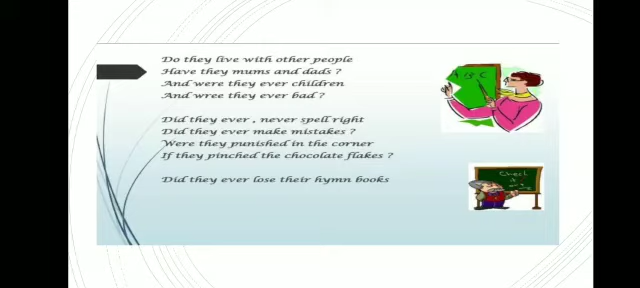 Do they live with other people
Have they mums and dads ?
And were they ever children
And wree they ever bad ?
Did they ever , never spell right
Did they ever make mistakes ?
Were they punished in the corner
If they pinched the chocolate flakes ?
Did they ever lose their hymn books
A B C